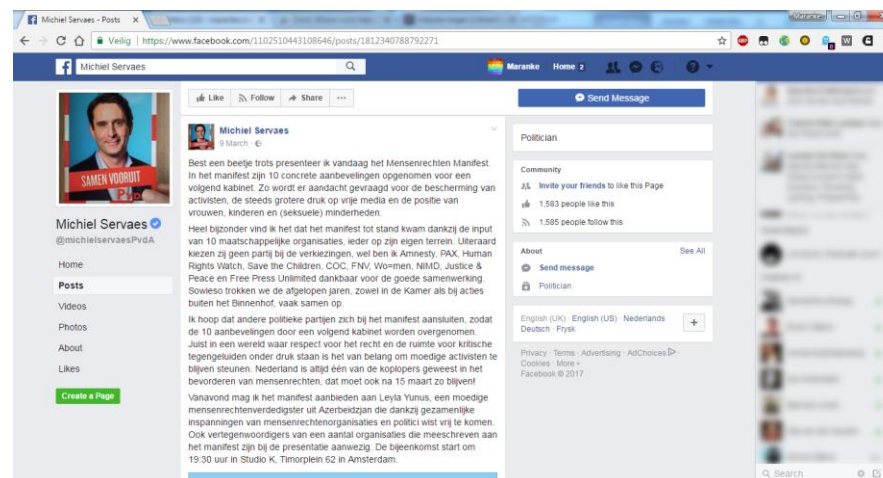 Michiel Servaes - Posts
Maranke
Veilig | https://www.facebook.com/1102510443108646/posts/1812340788792271
Michiel Servaes
Maranke Home 2
Like Follow Share ...
Send Message
SAMEN VOORUIT
PvdA
Michiel Servaes
@michielservaesPvdA
Home
Posts
Videos
Photos
About
Likes
Create a Page
Michiel Servaes
9 March
Best een beetje trots presenteer ik vandaag het Mensenrechten Manifest.
In het manifest zijn 10 concrete aanbevelingen opgenomen voor een
volgend kabinet. Zo wordt er aandacht gevraagd voor de bescherming van
activisten, de steeds grotere druk op vrije media en de positie van
vrouwen, kinderen en (seksuele) minderheden.
Heel bijzonder vind ik het dat het manifest tot stand kwam dankzij de input
van 10 maatschappelijke organisaties, ieder op zijn eigen terrein. Uiteraard
kiezen zij geen partij bij de verkiezingen, wel ben ik Amnesty, PAX, Human
Rights Watch, Save the Children, COC, FNV, Wo=men, NIMD, Justice &
Peace en Free Press Unlimited dankbaar voor de goede samenwerking.
Sowieso trokken we de afgelopen jaren, zowel in de Kamer als bij acties
buiten het Binnenhof, vaak samen op.
Ik hoop dat andere politieke partijen zich bij het manifest aansluiten, zodat
de 10 aanbevelingen door een volgend kabinet worden overgenomen.
Juist in een wereld waar respect voor het recht en de ruimte voor kritische
tegengeluiden onder druk staan is het van belang om moedige activisten te
blijven steunen. Nederland is altijd één van de koplopers geweest in het
bevorderen van mensenrechten, dat moet ook na 15 maart zo blijven!
Vanavond mag ik het manifest aanbieden aan Leyla Yunus, een moedige
mensenrechtenverdedigster uit Azerbeidzjan die dankzij gezamenlijke
inspanningen van mensenrechtenorganisaties en politici wist vrij te komen.
Ook vertegenwoordigers van een aantal organisaties die meeschreven aan
het manifest zijn bij de presentatie aanwezig. De bijeenkomst start om
19:30 uur in Studio K, Timorplein 62 in Amsterdam.
Politician
Community
Invite your friends to like this Page
1,583 people like this
1,585 people follow this
About See All
Send message
Politician
English (UK) · English (US) · Nederlands ·
Deutsch · Frysk
Privacy · Terms · Advertising · AdChoices ·
Cookies · More
Facebook © 2017
Search